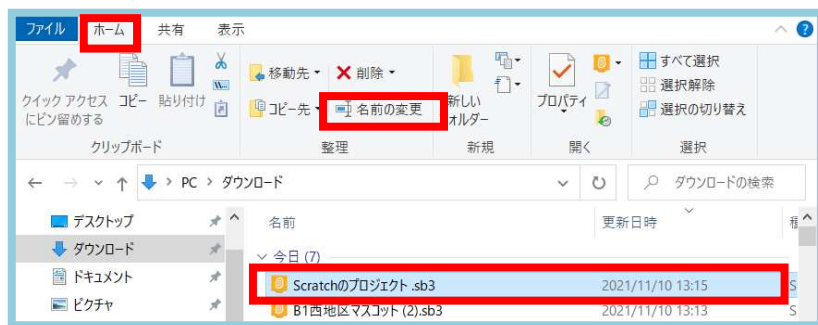 ファイル ホーム 共有 表示
クイック アクセス にピン留めする
コピー 貼り付け
移動先 削除
コピー先 名前の変更
新しい
ォルダー
プロパティ
すべて選択
選択解除
選択の切り替え
クリップボード 整理 新規 開く 選択
PC > ダウンロード ダウンロードの検索
デスクトップ 名前 更新日時
ダウンロード 今日 (7)
ドキュメント Scratchのプロジェクト .sb3 2021/11/10 13:15
ピクチャ B1西地区マスコット (2).sb3 2021/11/10 13:13 S